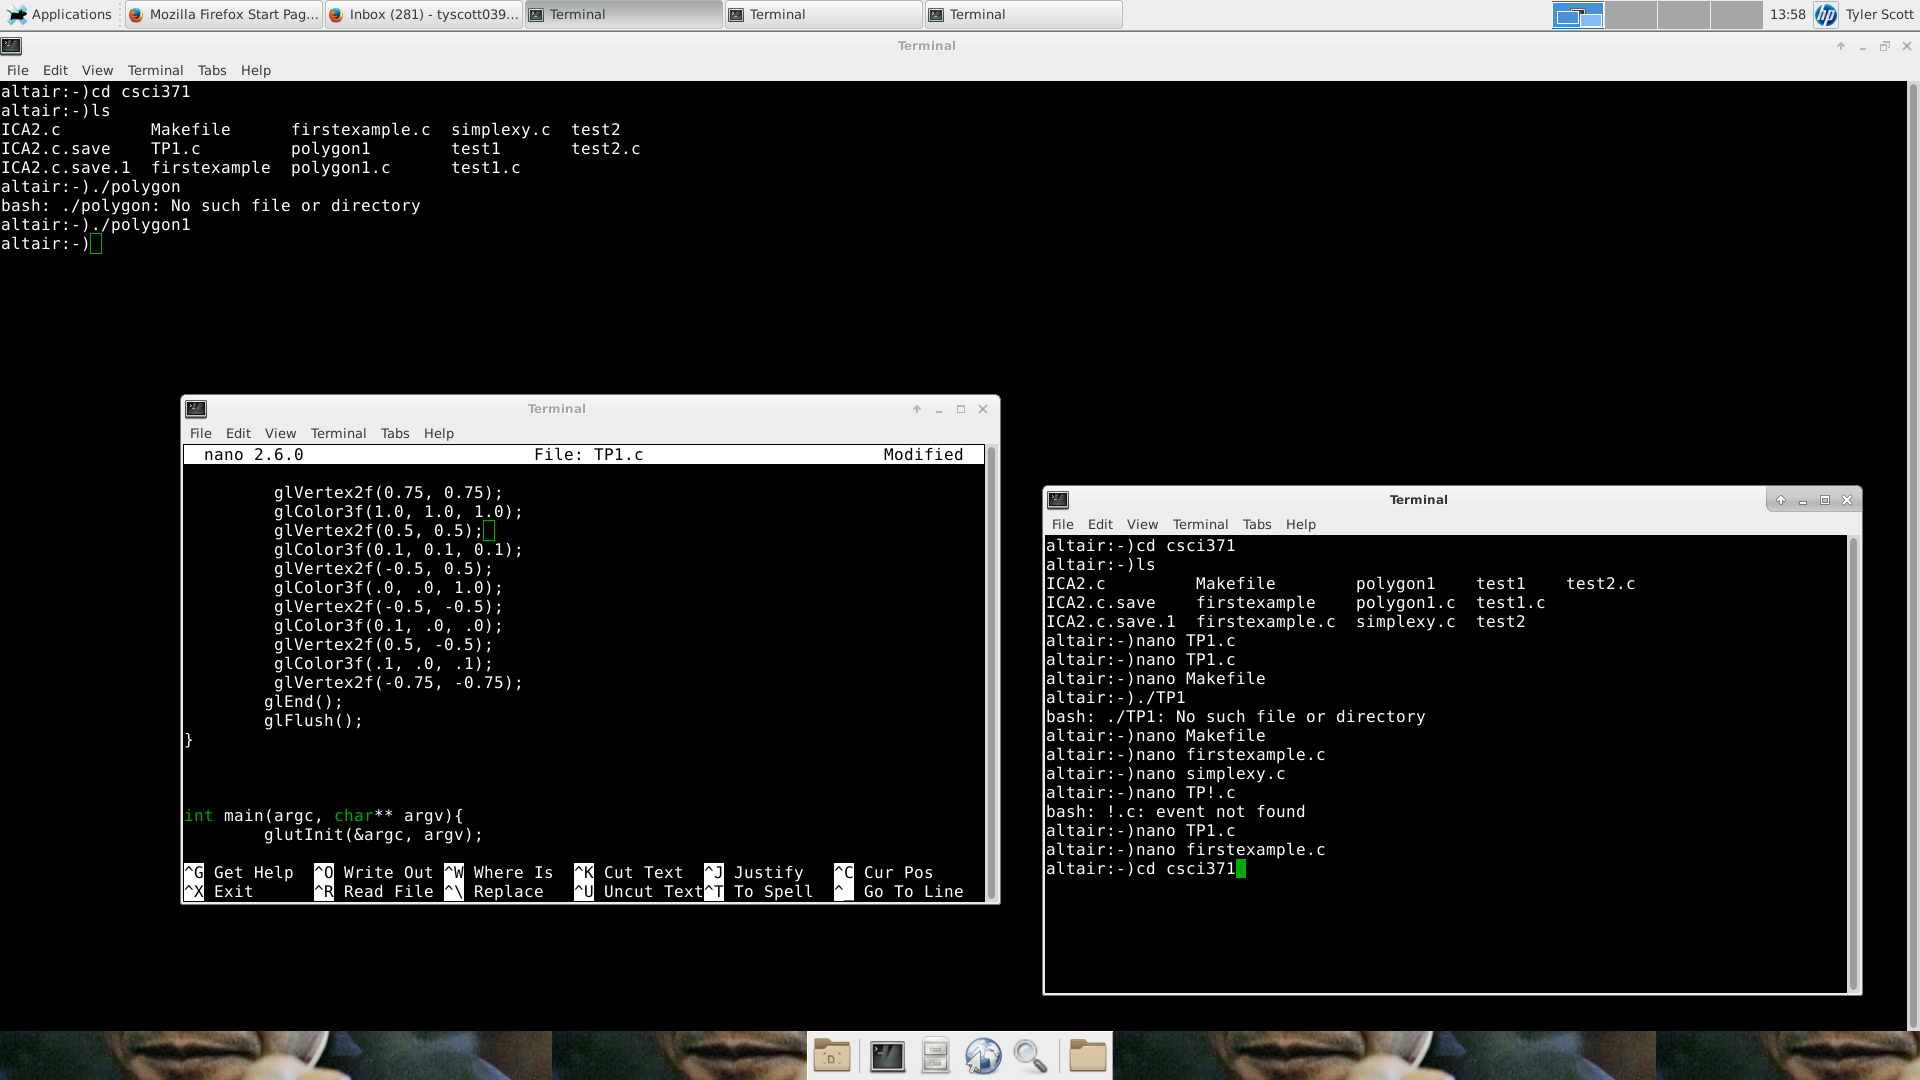 Applications Mozilla Firefox Start Pag... Inbox (281) - tyscott039... Terminal Terminal Terminal 13:58 hp Tyler Scott
Terminal
File Edit View Terminal Tabs Help
altair:-)cd csci371
altair:-)ls
ICA2.c Makefile firstexample.c simplexy.c test2
ICA2.c.save TP1.c polygon1 test1 test2.c
ICA2.c.save.1 firstexample polygon1.c test1.c
altair:-)./polygon
bash: ./polygon: No such file or directory
altair:-)./polygon1
altair:-)
Terminal
File Edit View Terminal Tabs Help
nano 2.6.0 File: TP1.c Modified
glVertex2f(0.75, 0.75);
glColor3f(1.0, 1.0, 1.0);
glVertex2f(0.5, 0.5);
glColor3f(0.1, 0.1, 0.1);
glVertex2f(-0.5, 0.5);
glColor3f(.0, .0, 1.0);
glVertex2f(-0.5, -0.5);
glColor3f(0.1, .0, .0);
glVertex2f(0.5, -0.5);
glColor3f(.1, .0, .1);
glVertex2f(-0.75, -0.75);
glEnd();
glFlush();
}
int main(argc, char** argv){
glutInit(&argc, argv);
^G Get Help ^O Write Out ^W Where Is ^K Cut Text ^J Justify ^C Cur Pos
^X Exit ^R Read File ^\ Replace ^U Uncut Text ^T To Spell ^_ Go To Line
Terminal
File Edit View Terminal Tabs Help
altair:-)cd csci371
altair:-)ls
ICA2.c Makefile polygon1 test1 test2.c
ICA2.c.save firstexample polygon1.c test1.c
ICA2.c.save.1 firstexample.c simplexy.c test2
altair:-)nano TP1.c
altair:-)nano TP1.c
altair:-)nano Makefile
altair:-)./TP1
bash: ./TP1: No such file or directory
altair:-)nano Makefile
altair:-)nano firstexample.c
altair:-)nano simplexy.c
altair:-)nano TP!.c
bash: !.c: event not found
altair:-)nano TP1.c
altair:-)nano firstexample.c
altair:-)cd csci371